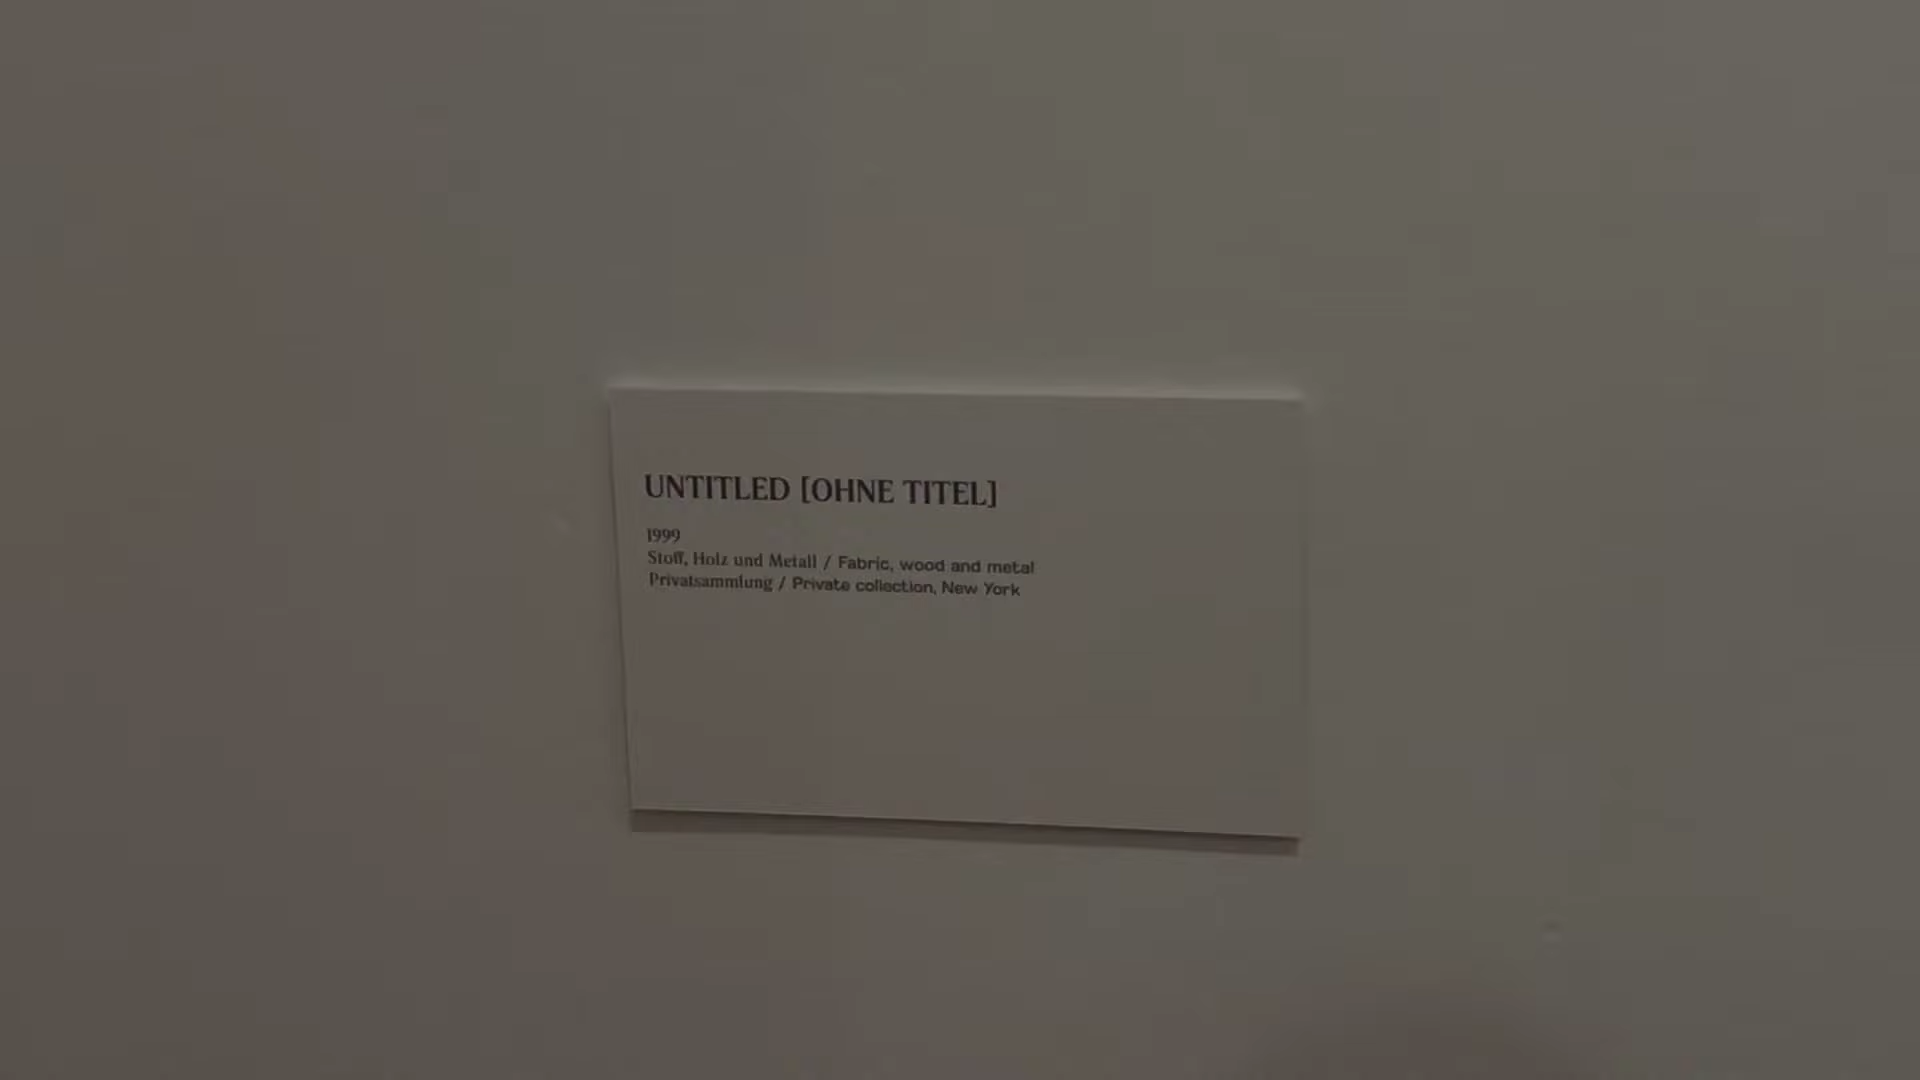 UNTITLED [OHNE TITEL]
1999
Stoff, Holz und Metall / Fabric, wood and metal
Privatsammlung / Private collection, New York